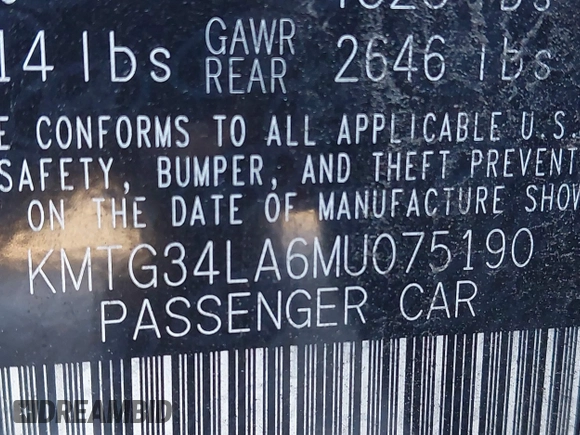 14 lbs GAWR REAR 2646 lbs
E CONFORMS TO ALL APPLICABLE U.S.
SAFETY, BUMPER, AND THEFT PREVENT
ON THE DATE OF MANUFACTURE SHOW
KMTG34LA6MU075190
PASSENGER CAR
DREAMBID